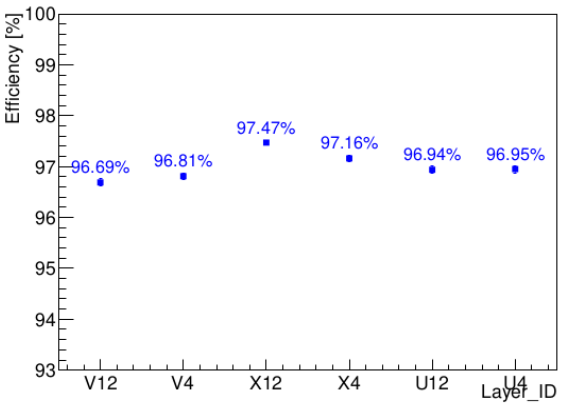 Efficiency [%]
100
99
98
97
96
95
94
93
96.69%
96.81%
97.47%
97.16%
96.94%
96.95%
V12
V4
X12
X4
U12
U4
Layer_ID